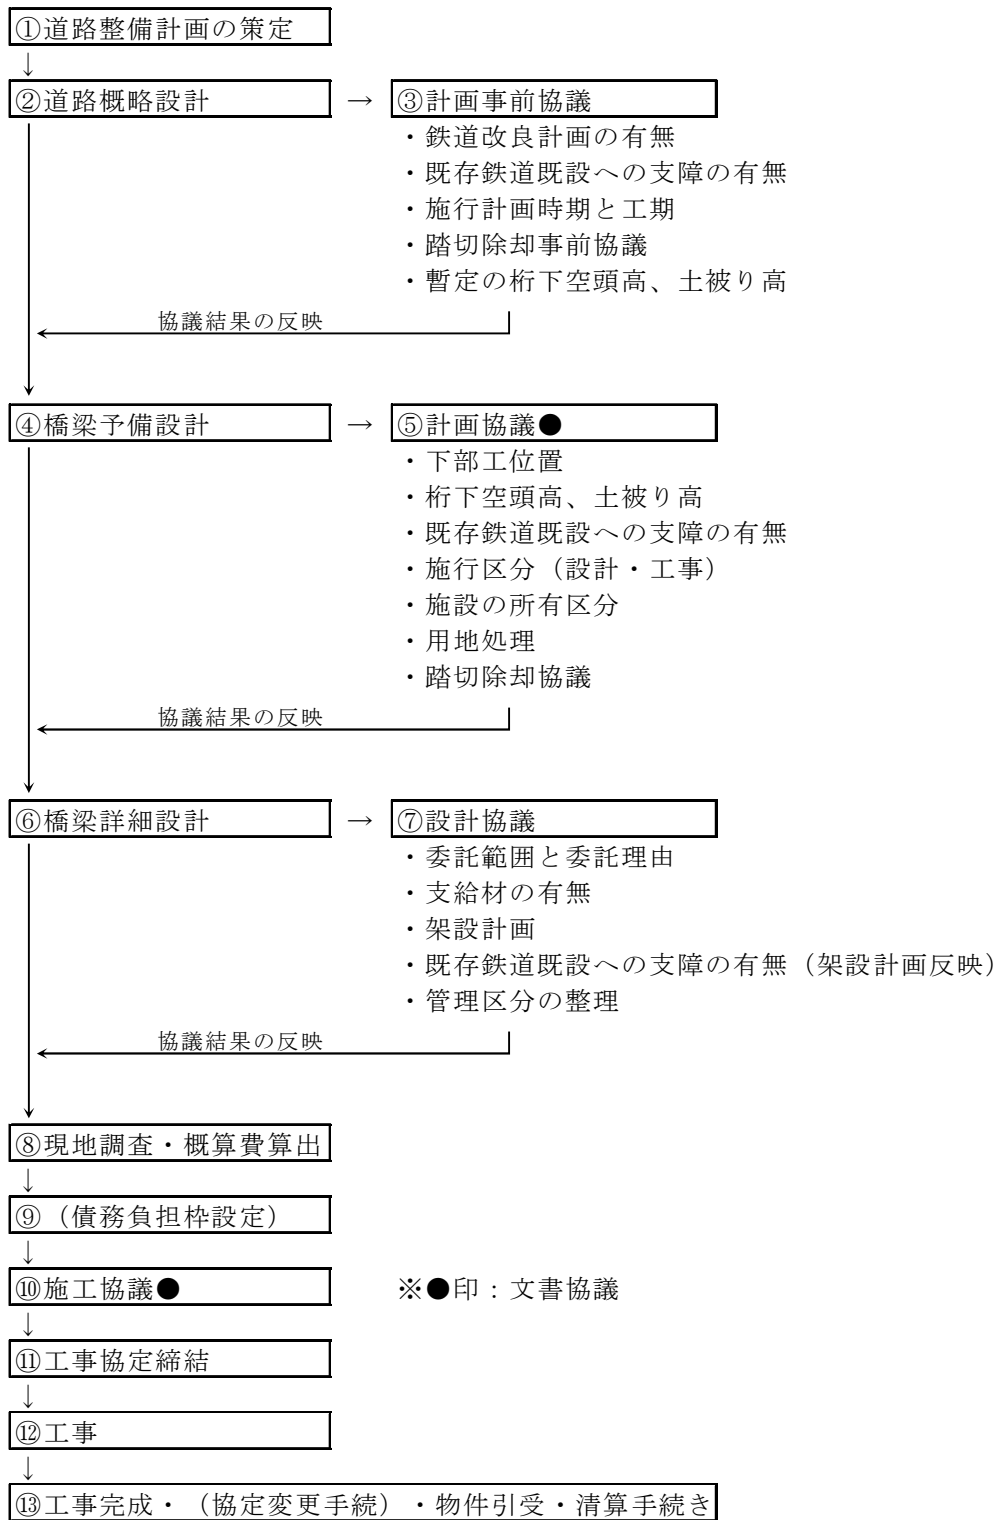 ①道路整備計画の策定
↓
②道路概略設計 → ③計画事前協議
・鉄道改良計画の有無
・既存鉄道既設への支障の有無
・施行計画時期と工期
・踏切除却事前協議
・暫定の桁下空頭高、土被り高
協議結果の反映
④橋梁予備設計 → ⑤計画協議●
・下部工位置
・桁下空頭高、土被り高
・既存鉄道既設への支障の有無
・施行区分（設計・工事）
・施設の所有区分
・用地処理
・踏切除却協議
協議結果の反映
⑥橋梁詳細設計 → ⑦設計協議
・委託範囲と委託理由
・支給材の有無
・架設計画
・既存鉄道既設への支障の有無（架設計画反映）
・管理区分の整理
協議結果の反映
⑧現地調査・概算費算出
↓
⑨（債務負担枠設定）
↓
⑩施工協議● ※●印：文書協議
↓
⑪工事協定締結
↓
⑫工事
↓
⑬工事完成・（協定変更手続）・物件引受・清算手続き